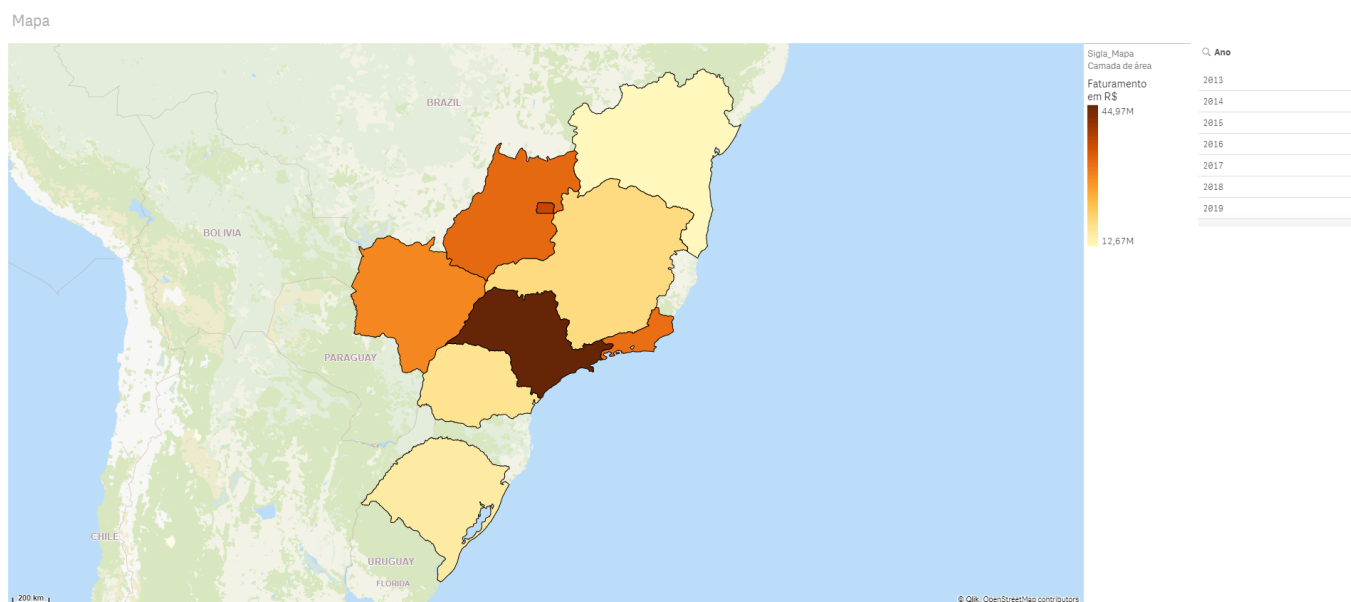 Mapa
BRAZIL
BOLIVIA
PARAGUAY
CHILE
URUGUAY
FLORIDA
200 km
© Qlik, OpenStreetMap contributors
Sigla_Mapa
Camada de área
Faturamento
em R$
44,97M
12,67M
Ano
2013
2014
2015
2016
2017
2018
2019